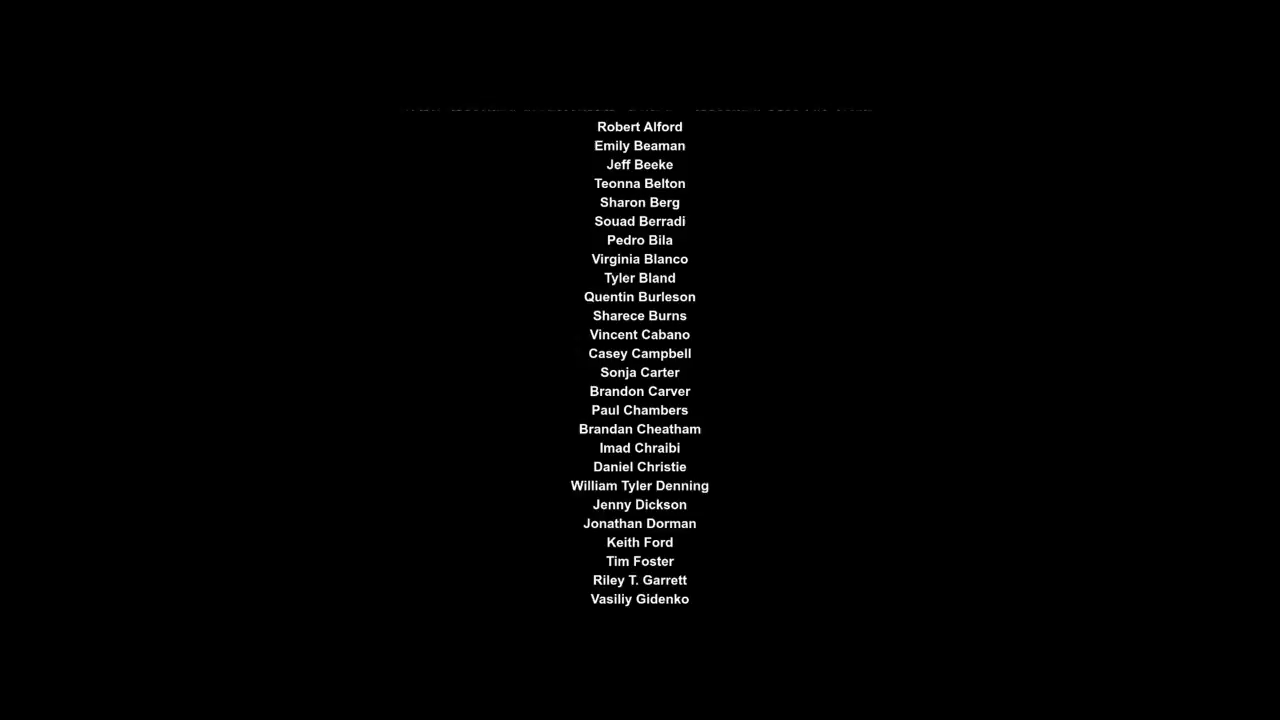 Robert Alford
Emily Beaman
Jeff Beeke
Teonna Belton
Sharon Berg
Souad Berradi
Pedro Bila
Virginia Blanco
Tyler Bland
Quentin Burleson
Sharece Burns
Vincent Cabano
Casey Campbell
Sonja Carter
Brandon Carver
Paul Chambers
Brandan Cheatham
Imad Chraibi
Daniel Christie
William Tyler Denning
Jenny Dickson
Jonathan Dorman
Keith Ford
Tim Foster
Riley T. Garrett
Vasiliy Gidenko